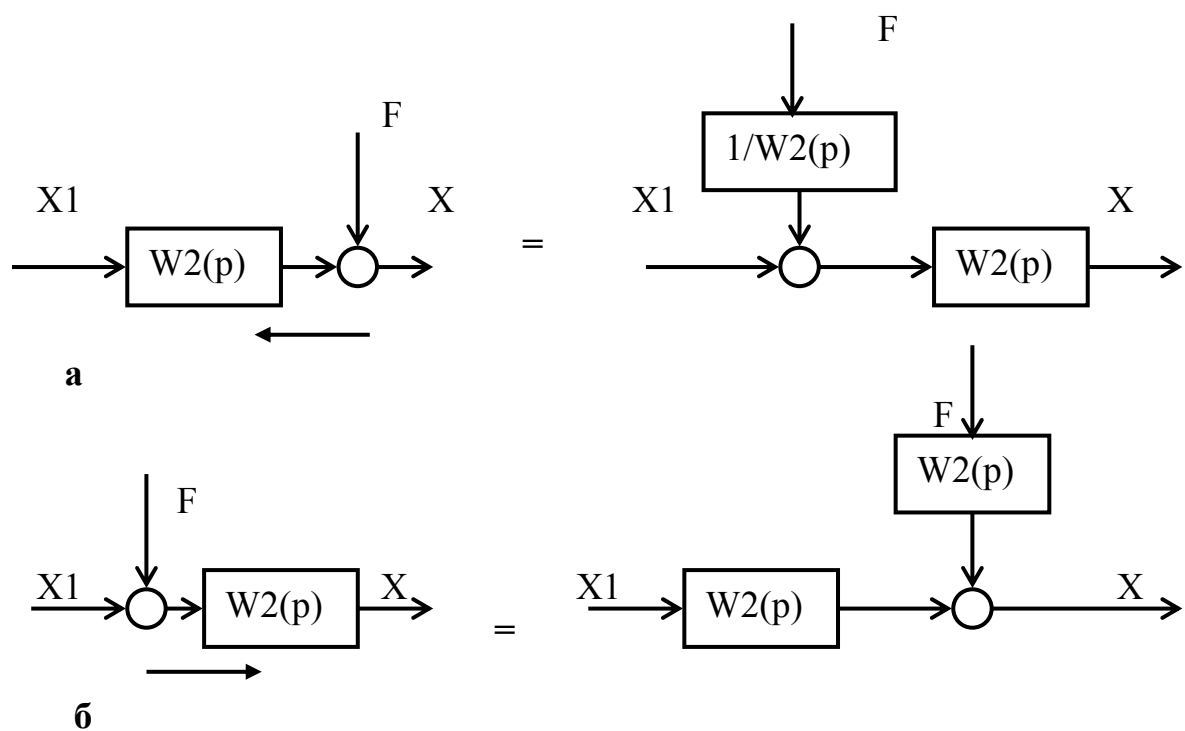 F
1/W2(p)
F
X1
X
X1
X
W2(p)
=
W2(p)
а
F
W2(p)
F
X1
X
X1
X
W2(p)
W2(p)
=
б